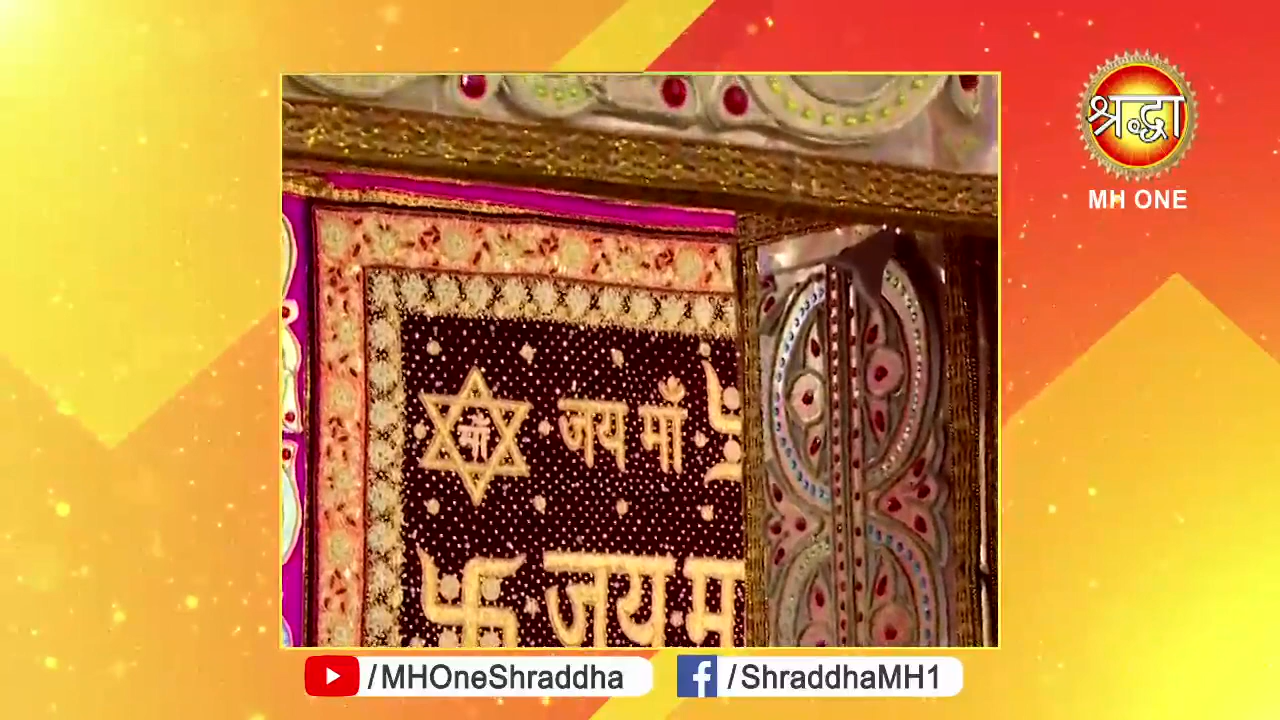 श्रद्धा
MH ONE
माँ
जय माँ
जय
/MHOneShraddha
/ShraddhaMH1